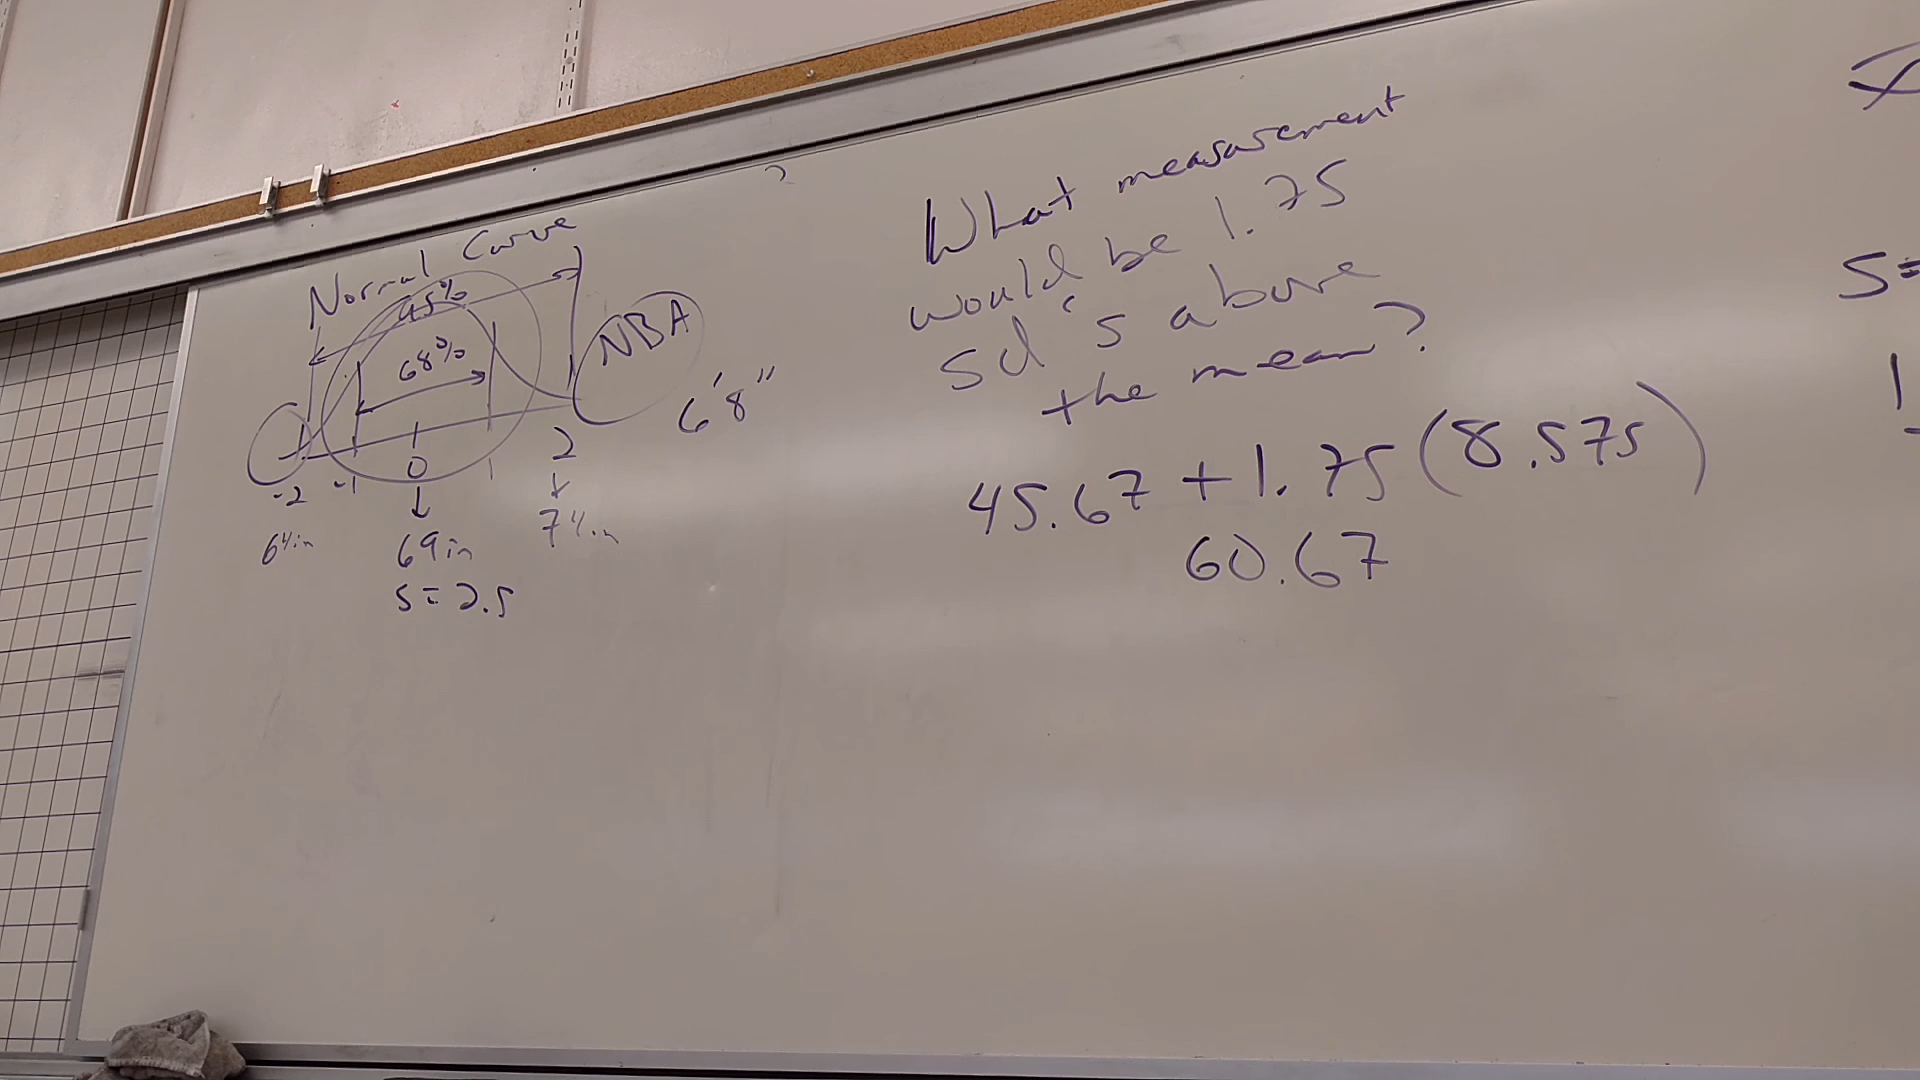 Normal Curve
95%
68%
NBA
6'8"
-2 -1 0 1 2
64in 69in 74in
s = 2.5
What measurement
would be 1.75
sd's above
the mean?
45.67 + 1.75 (8.575)
60.67
s =